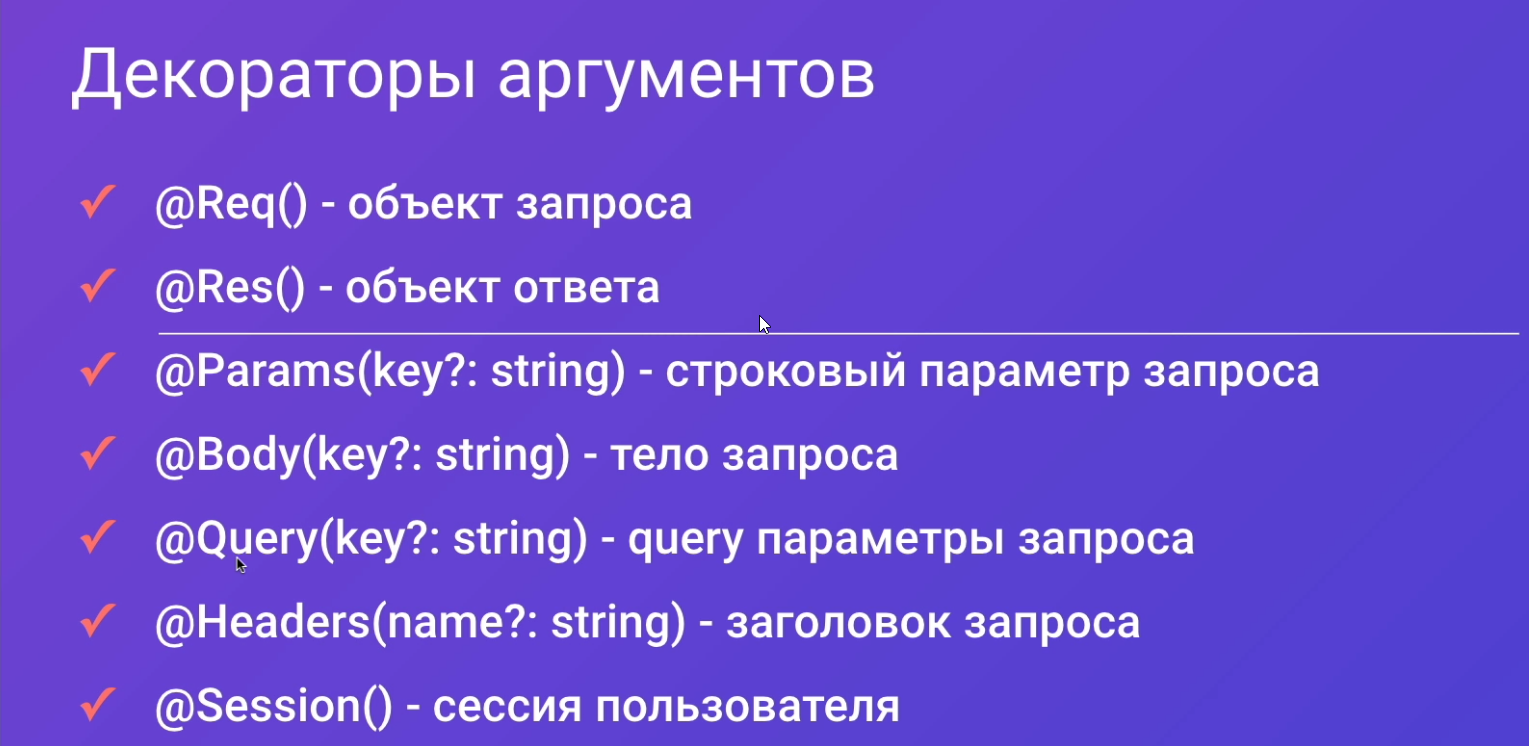 Декораторы аргументов
@Req() - объект запроса
@Res() - объект ответа
@Params(key?: string) - строковый параметр запроса
@Body(key?: string) - тело запроса
@Query(key?: string) - query параметры запроса
@Headers(name?: string) - заголовок запроса
@Session() - сессия пользователя